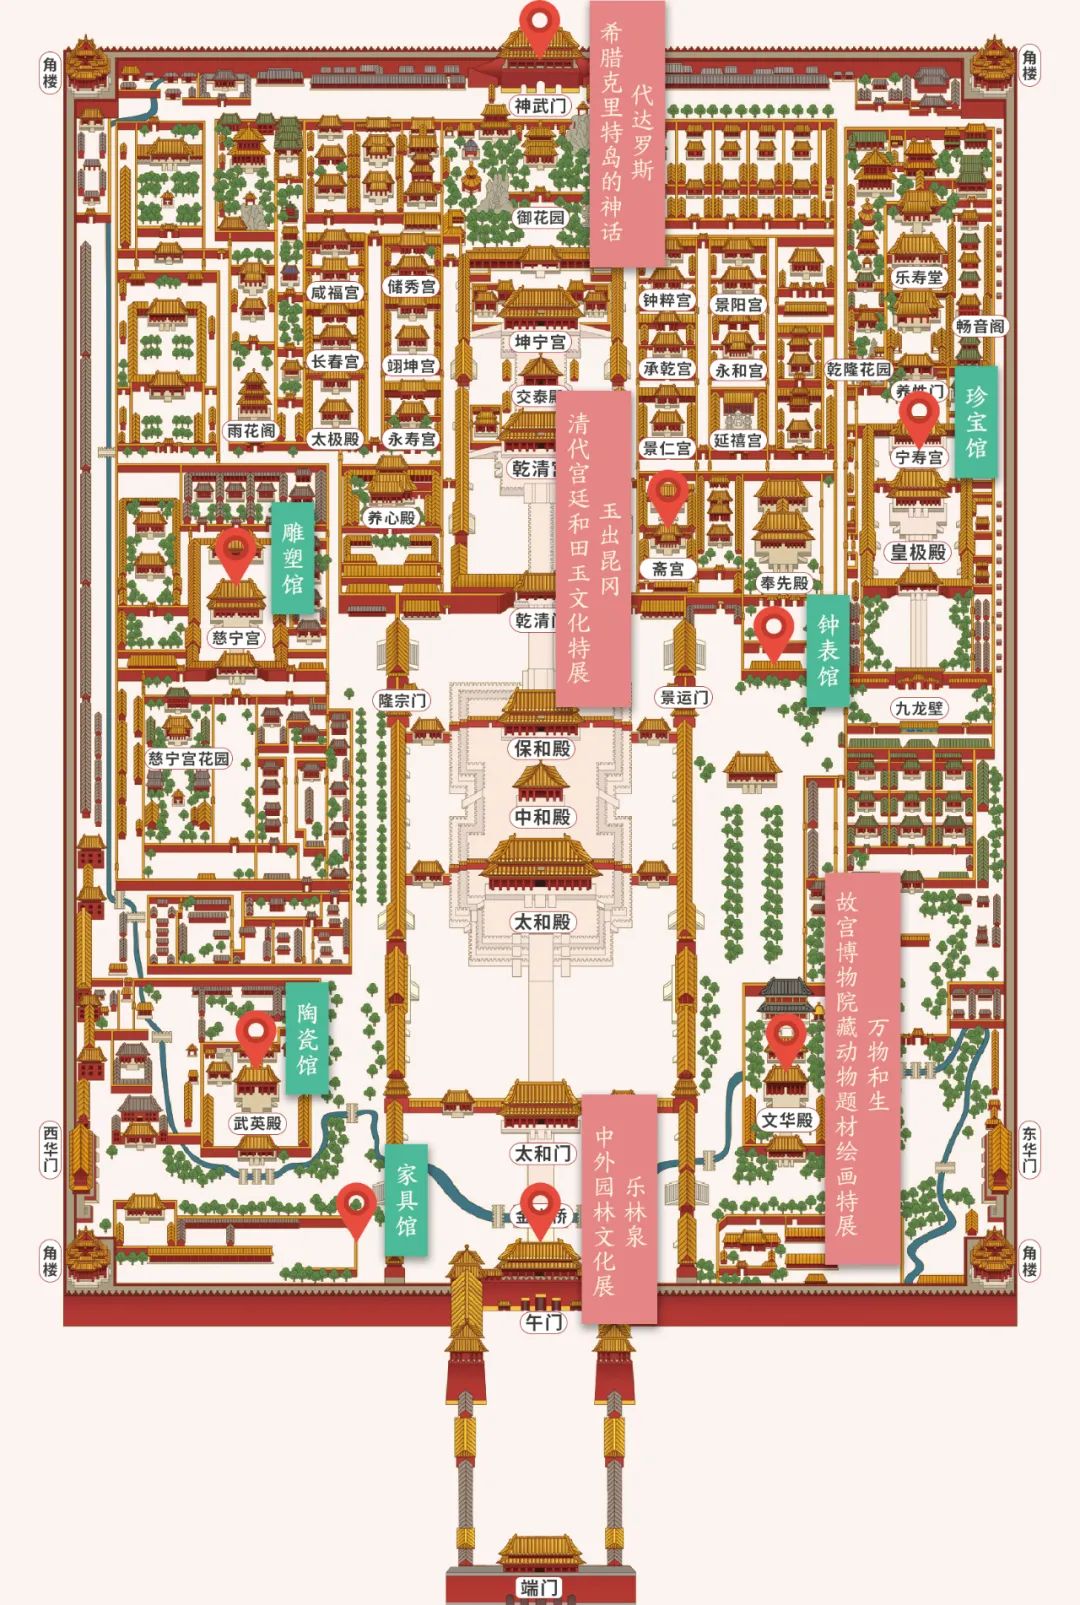 角楼
角楼
神武门
代达罗斯
希腊克里特岛的神话
御花园
咸福宫
储秀宫
钟粹宫
景阳宫
乐寿堂
畅音阁
坤宁宫
长春宫
翊坤宫
承乾宫
永和宫
乾隆花园
养性门
交泰殿
珍宝馆
雨花阁
太极殿
永寿宫
景仁宫
延禧宫
宁寿宫
乾清宫
玉出昆冈
清代宫廷和田玉文化特展
养心殿
斋宫
奉先殿
皇极殿
雕塑馆
慈宁宫
乾清门
钟表馆
隆宗门
景运门
九龙壁
慈宁宫花园
保和殿
中和殿
太和殿
万物和生
故宫博物院藏动物题材绘画特展
陶瓷馆
武英殿
文华殿
西华门
太和门
东华门
家具馆
乐林泉
中外园林文化展
金
桥
角楼
角楼
午门
端门